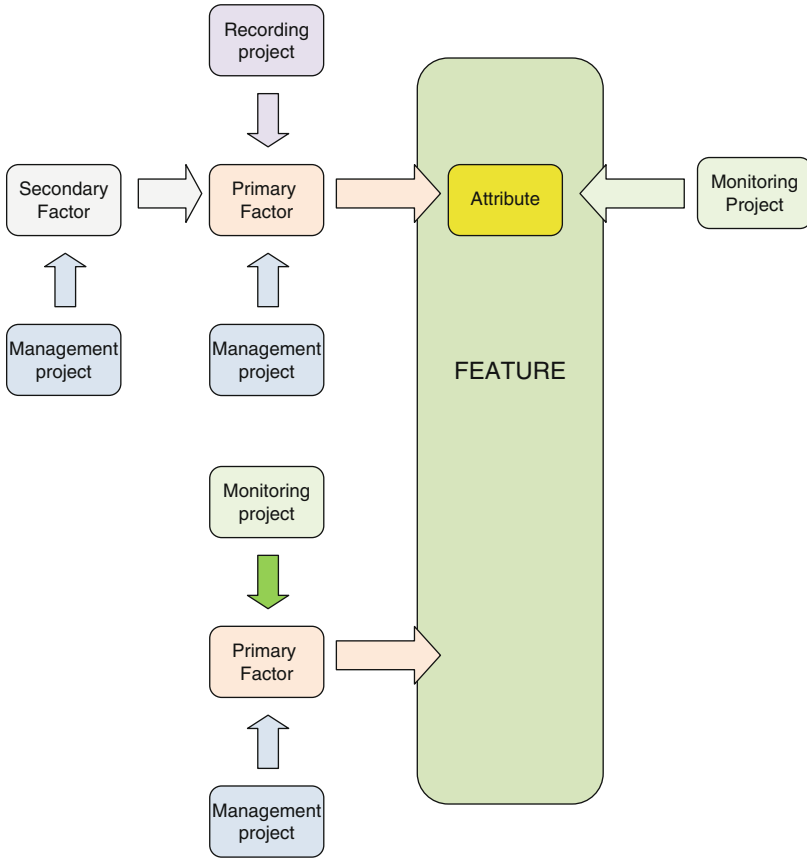 Recording
project
Secondary
Factor
Primary
Factor
Attribute
Monitoring
Project
Management
project
Management
project
FEATURE
Monitoring
project
Primary
Factor
Management
project